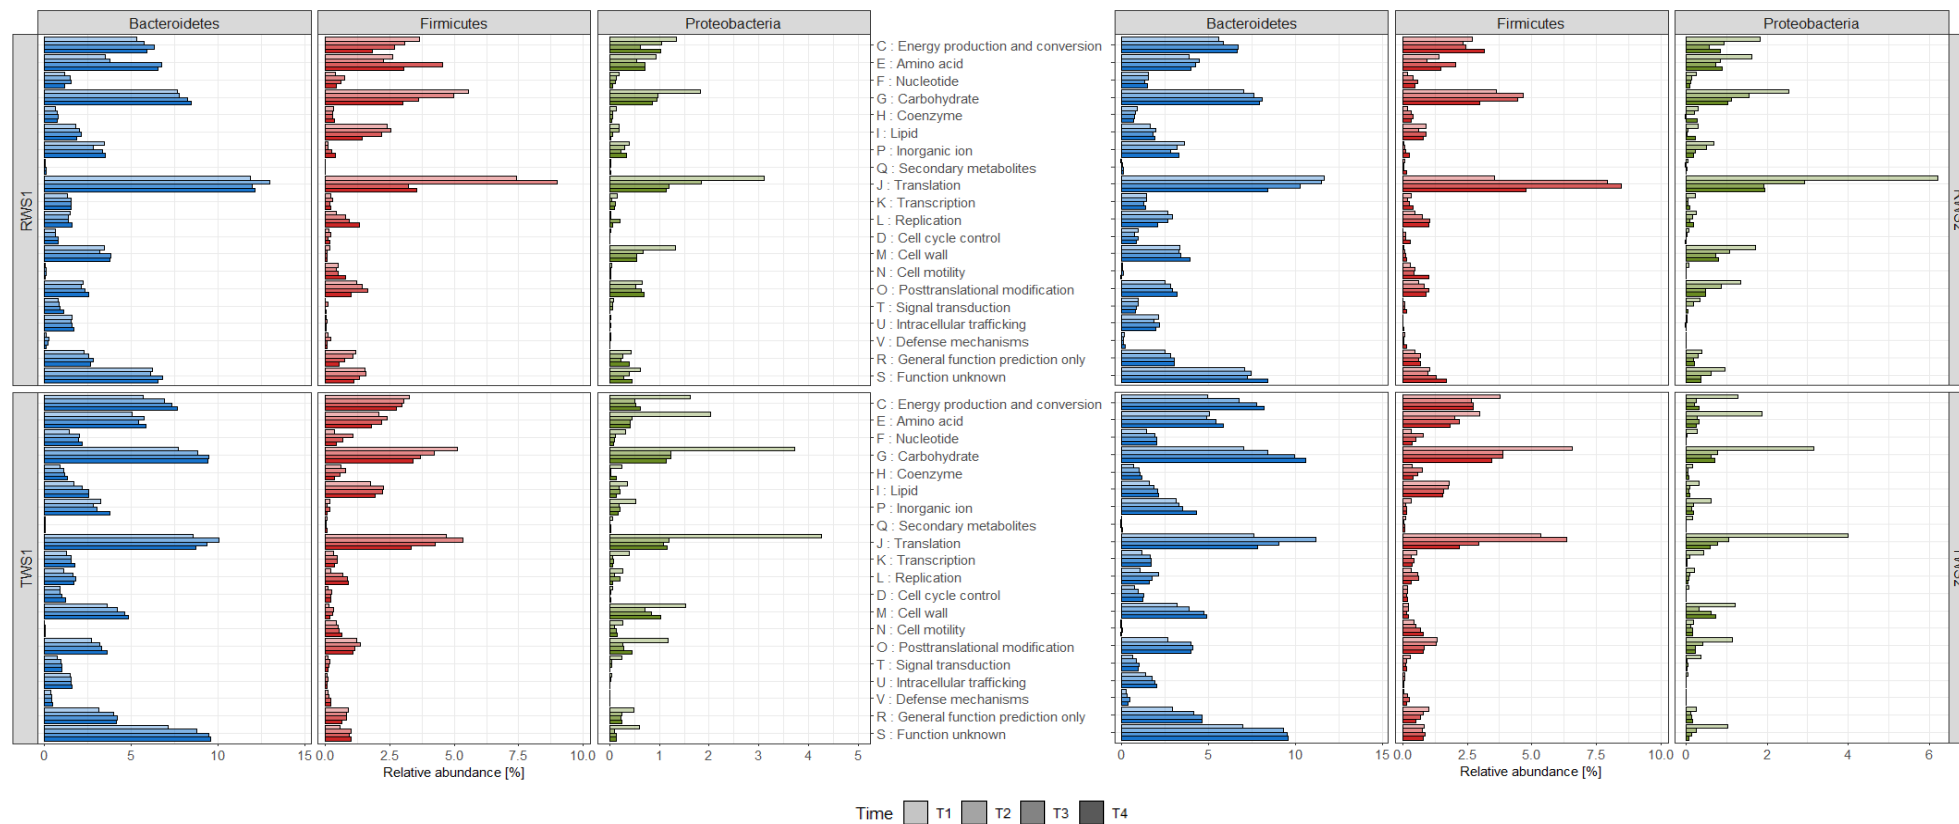 Bacteroidetes Firmicutes Proteobacteria Bacteroidetes Firmicutes Proteobacteria
RWS1
C : Energy production and conversion
E : Amino acid
F : Nucleotide
G : Carbohydrate
H : Coenzyme
I : Lipid
P : Inorganic ion
Q : Secondary metabolites
J : Translation
K : Transcription
L : Replication
D : Cell cycle control
M : Cell wall
N : Cell motility
O : Posttranslational modification
T : Signal transduction
U : Intracellular trafficking
V : Defense mechanisms
R : General function prediction only
S : Function unknown
RWS2
TWS1
C : Energy production and conversion
E : Amino acid
F : Nucleotide
G : Carbohydrate
H : Coenzyme
I : Lipid
P : Inorganic ion
Q : Secondary metabolites
J : Translation
K : Transcription
L : Replication
D : Cell cycle control
M : Cell wall
N : Cell motility
O : Posttranslational modification
T : Signal transduction
U : Intracellular trafficking
V : Defense mechanisms
R : General function prediction only
S : Function unknown
TWS2
0 5 10 15 0.0 2.5 5.0 7.5 10.0 0 1 2 3 4 5 0 5 10 15 0.0 2.5 5.0 7.5 10.0 0 2 4 6
Relative abundance [%] Relative abundance [%]
Time T1 T2 T3 T4